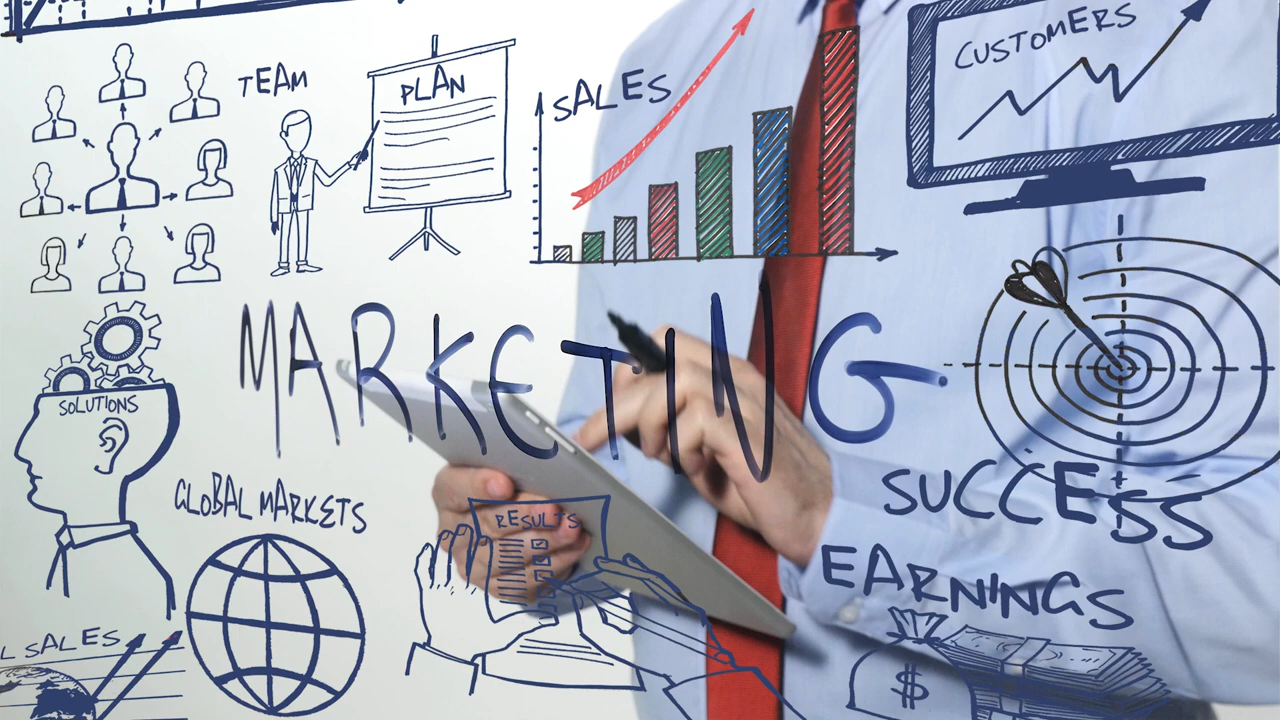 TEAM
PLAN
SALES
CUSTOMERS
MARKETING
SOLUTIONS
GLOBAL MARKETS
RESULTS
SUCCESS
EARNINGS
L SALES
$